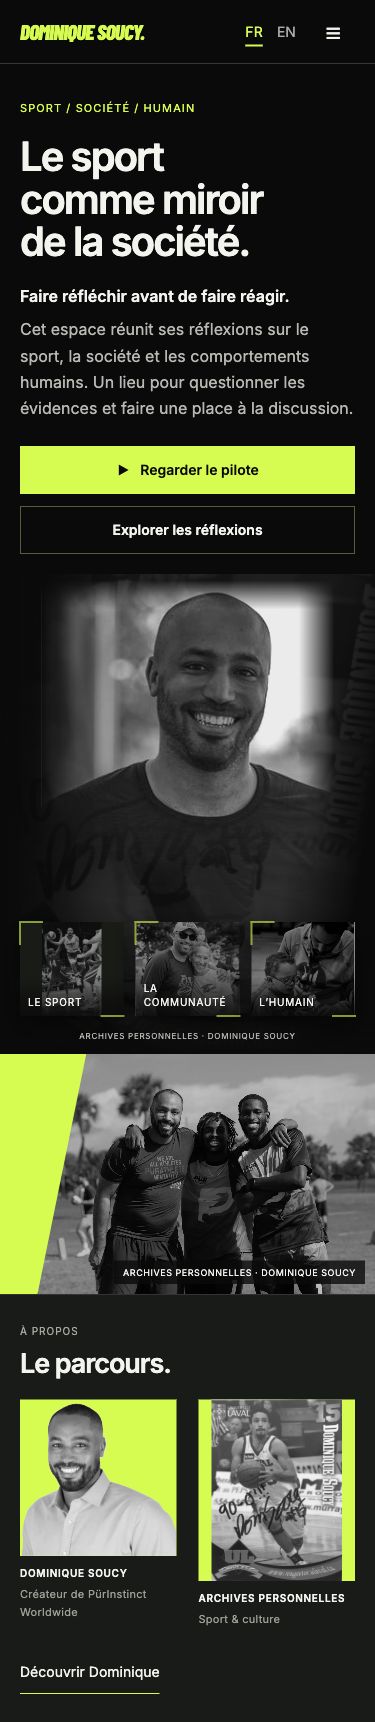 DOMINIQUE SOUCY.
FR EN
SPORT / SOCIÉTÉ / HUMAIN
Le sport
comme miroir
de la société.
Faire réfléchir avant de faire réagir.
Cet espace réunit ses réflexions sur le
sport, la société et les comportements
humains. Un lieu pour questionner les
évidences et faire une place à la discussion.
Regarder le pilote
Explorer les réflexions
LE SPORT
LA
COMMUNAUTÉ
L'HUMAIN
ARCHIVES PERSONNELLES · DOMINIQUE SOUCY
ARCHIVES PERSONNELLES · DOMINIQUE SOUCY
À PROPOS
Le parcours.
LAVAL
15
DOMINIQUE SOUCY
DOMINIQUE SOUCY
Créateur de PürInstinct
Worldwide
ARCHIVES PERSONNELLES
Sport & culture
Découvrir Dominique